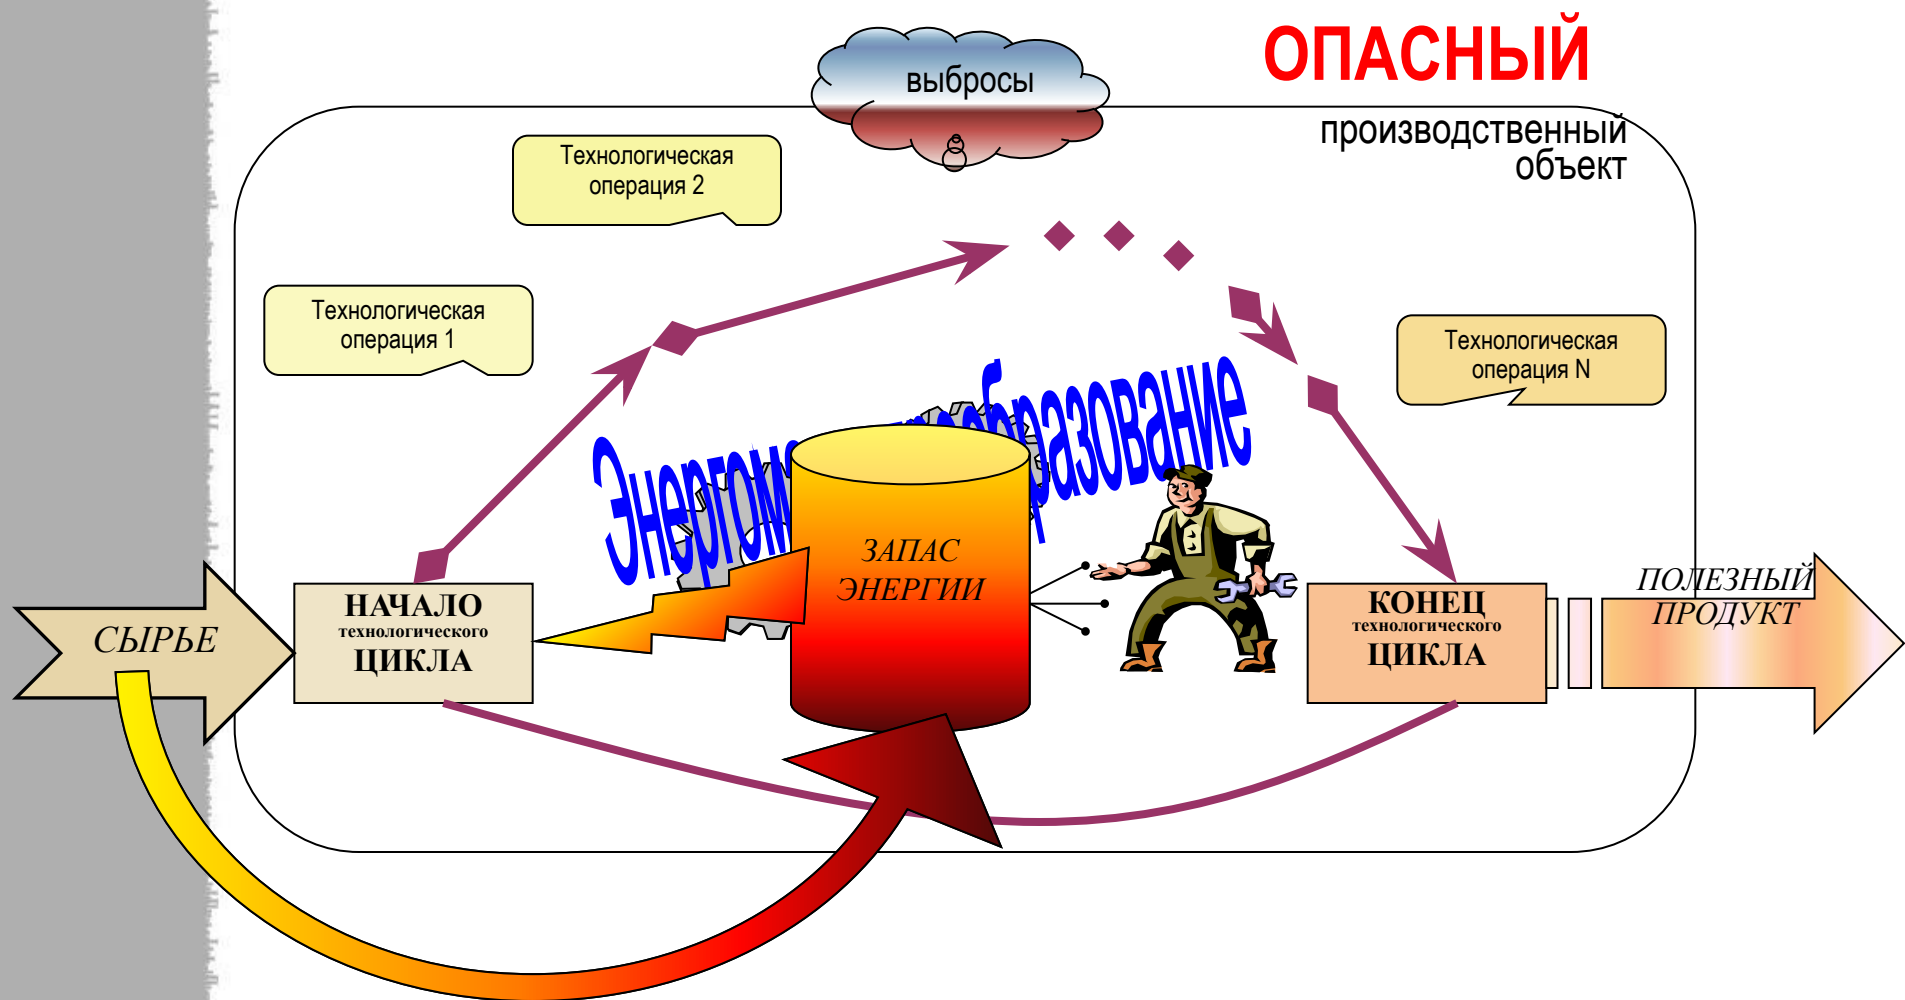 ОПАСНЫЙ
производственный
объект
выбросы
Технологическая
операция 2
Технологическая
операция 1
Технологическая
операция N
ЗАПАС
ЭНЕРГИИ
СЫРЬЕ
НАЧАЛО
технологического
ЦИКЛА
КОНЕЦ
технологического
ЦИКЛА
ПОЛЕЗНЫЙ
ПРОДУКТ